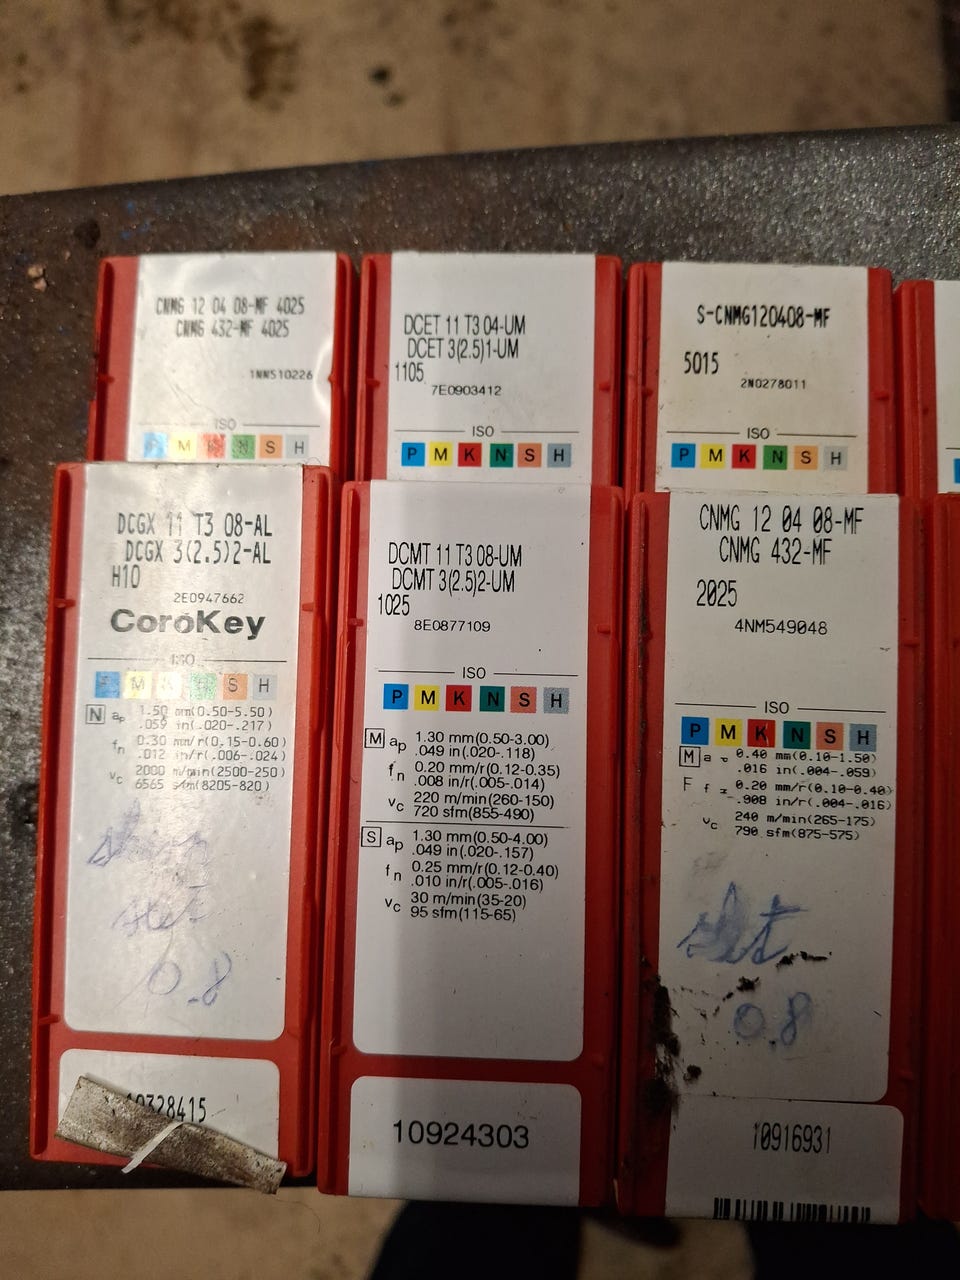 CNMG 12 04 08-MF 4025
CNMG 432-MF 4025
1NN510226
P M K N S H
DCET 11 T3 04-UM
DCET 3(2.5)1-UM
1105
7E0903412
ISO
P M K N S H
S-CNMG120408-MF
5015
2N0278011
ISO
P M K N S H
DCGX 11 T3 08-AL
DCGX 3(2.5)2-AL
H10
2E0947662
CoroKey
ISO
P M K N S H
N ap 1.50 mm(0.50-5.50)
.059 in(.020-.217)
fn 0.30 mm/r(0.15-0.60)
.012 in/r(.006-.024)
vc 2000 m/min(2500-250)
6565 sfm(8205-820)
0.8
10328415
DCMT 11 T3 08-UM
DCMT 3(2.5)2-UM
1025
8E0877109
ISO
P M K N S H
M ap 1.30 mm(0.50-3.00)
.049 in(.020-.118)
fn 0.20 mm/r(0.12-0.35)
.008 in/r(.005-.014)
vc 220 m/min(260-150)
720 sfm(855-490)
S ap 1.30 mm(0.50-4.00)
.049 in(.020-.157)
fn 0.25 mm/r(0.12-0.40)
.010 in/r(.005-.016)
vc 30 m/min(35-20)
95 sfm(115-65)
10924303
CNMG 12 04 08-MF
CNMG 432-MF
2025
4NM549048
ISO
P M K N S H
M a 0.40 mm(0.10-1.50)
.016 in(.004-.059)
F f 0.20 mm/r(0.10-0.40)
.908 in/r(.004-.016)
vc 240 m/min(265-175)
790 sfm(875-575)
0.8
10916931